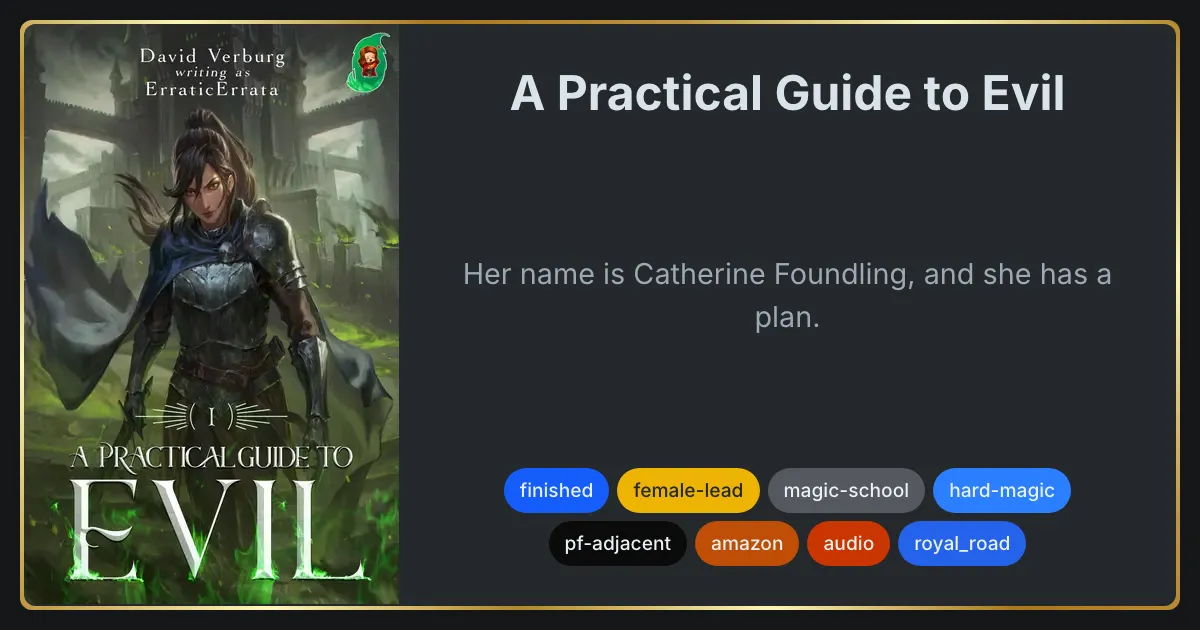 David Verburg
writing as
ErraticErrata
I
A PRACTICAL GUIDE TO
EVIL
A Practical Guide to Evil
Her name is Catherine Foundling, and she has a
plan.
finished female-lead magic-school hard-magic
pf-adjacent amazon audio royal_road